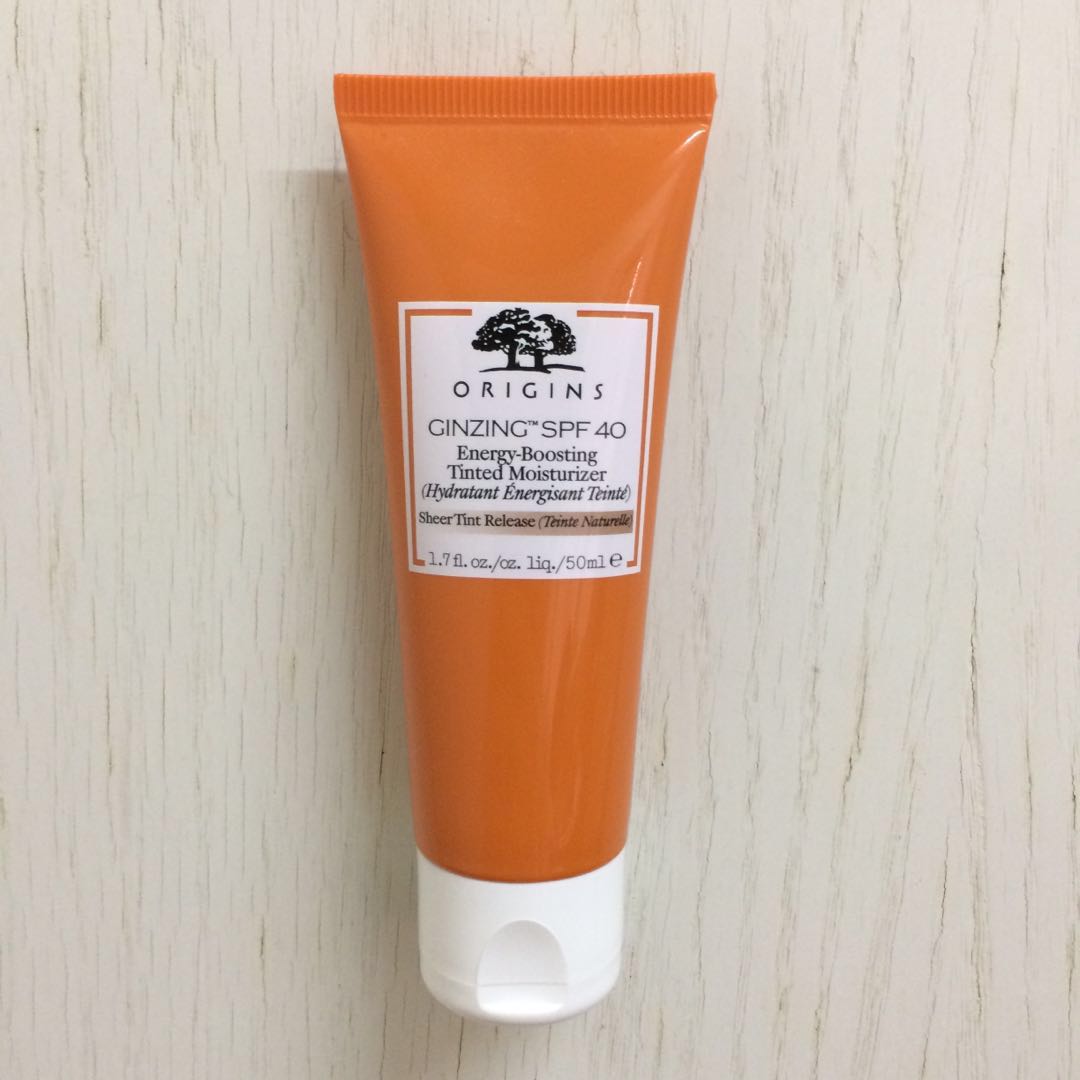 ORIGINS
GINZING™ SPF 40
Energy-Boosting
Tinted Moisturizer
(Hydratant Énergisant Teinté)
Sheer Tint Release (Teinte Naturelle)
1.7 fl. oz./oz. liq./50ml ℮